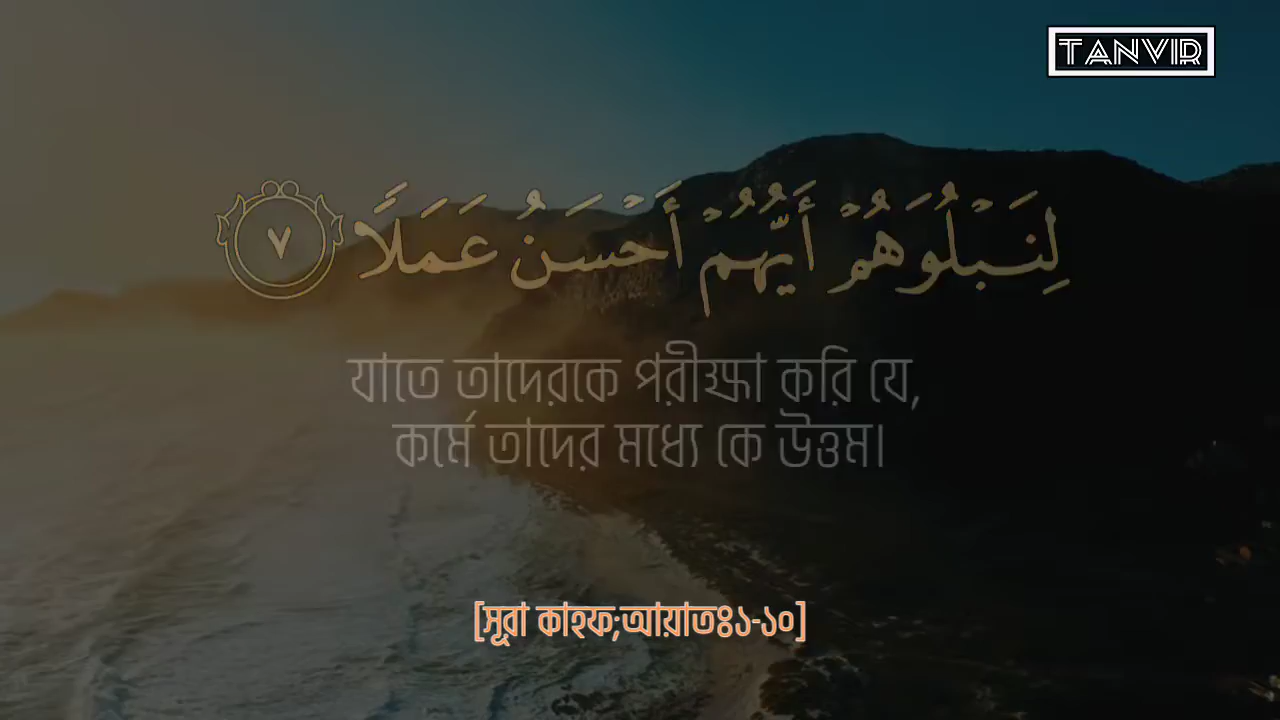 TANVIR
لِنَبْلُوَهُمْ أَيُّهُمْ أَحْسَنُ عَمَلًا ٧
যাতে তাদেরকে পরীক্ষা করি যে,
কর্মে তাদের মধ্যে কে উত্তম।
[সূরা কাহফ;আয়াতঃ১-১০]